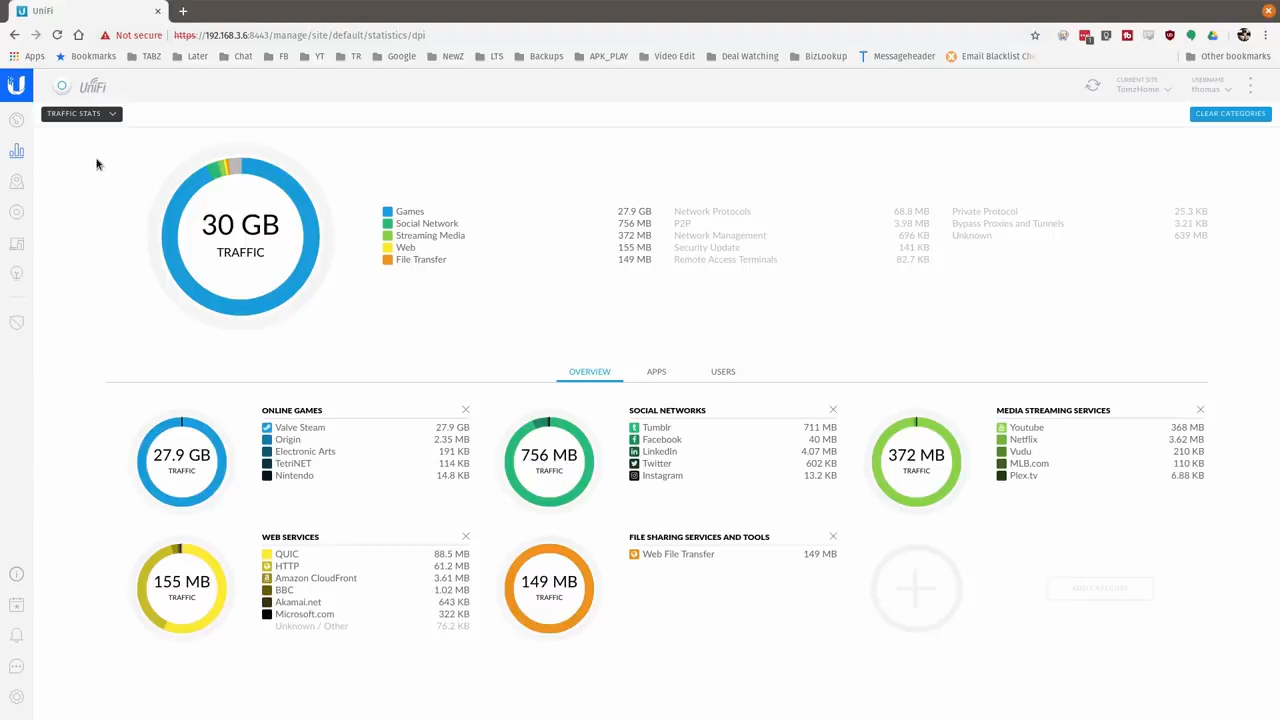 UniFi
Not secure https://192.168.3.6:8443/manage/site/default/statistics/dpi
Apps Bookmarks TABZ Later Chat FB YT TR Google NewZ LTS Backups APK_PLAY Video Edit Deal Watching BizLookup Messageheader Email Blacklist Che Other bookmarks
UniFi
CURRENT SITE
TomzHome
USERNAME
thomas
TRAFFIC STATS
CLEAR CATEGORIES
30 GB
TRAFFIC
Games 27.9 GB
Social Network 756 MB
Streaming Media 372 MB
Web 155 MB
File Transfer 149 MB
Network Protocols 68.8 MB
P2P 3.98 MB
Network Management 696 KB
Security Update 141 KB
Remote Access Terminals 82.7 KB
Private Protocol 25.3 KB
Bypass Proxies and Tunnels 3.21 KB
Unknown 639 MB
OVERVIEW APPS USERS
27.9 GB
TRAFFIC
ONLINE GAMES
Valve Steam 27.9 GB
Origin 2.35 MB
Electronic Arts 191 KB
TetriNET 114 KB
Nintendo 14.8 KB
756 MB
TRAFFIC
SOCIAL NETWORKS
Tumblr 711 MB
Facebook 40 MB
LinkedIn 4.07 MB
Twitter 602 KB
Instagram 13.2 KB
372 MB
TRAFFIC
MEDIA STREAMING SERVICES
Youtube 368 MB
Netflix 3.62 MB
Vudu 210 KB
MLB.com 110 KB
Plex.tv 6.88 KB
155 MB
TRAFFIC
WEB SERVICES
QUIC 88.5 MB
HTTP 61.2 MB
Amazon CloudFront 3.61 MB
BBC 1.02 MB
Akamai.net 643 KB
Microsoft.com 322 KB
Unknown / Other 76.2 KB
149 MB
TRAFFIC
FILE SHARING SERVICES AND TOOLS
Web File Transfer 149 MB
ADD CATEGORY